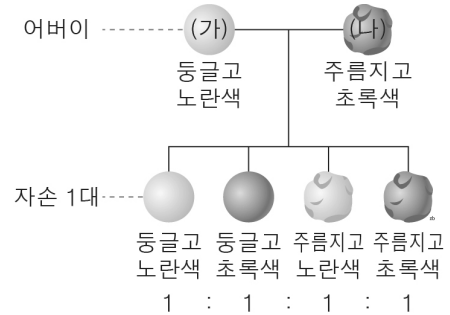 어버이
(가)
(나)
둥글고
노란색
주름지고
초록색
자손 1대
둥글고 둥글고 주름지고 주름지고
노란색 초록색 노란색 초록색
1 : 1 : 1 : 1